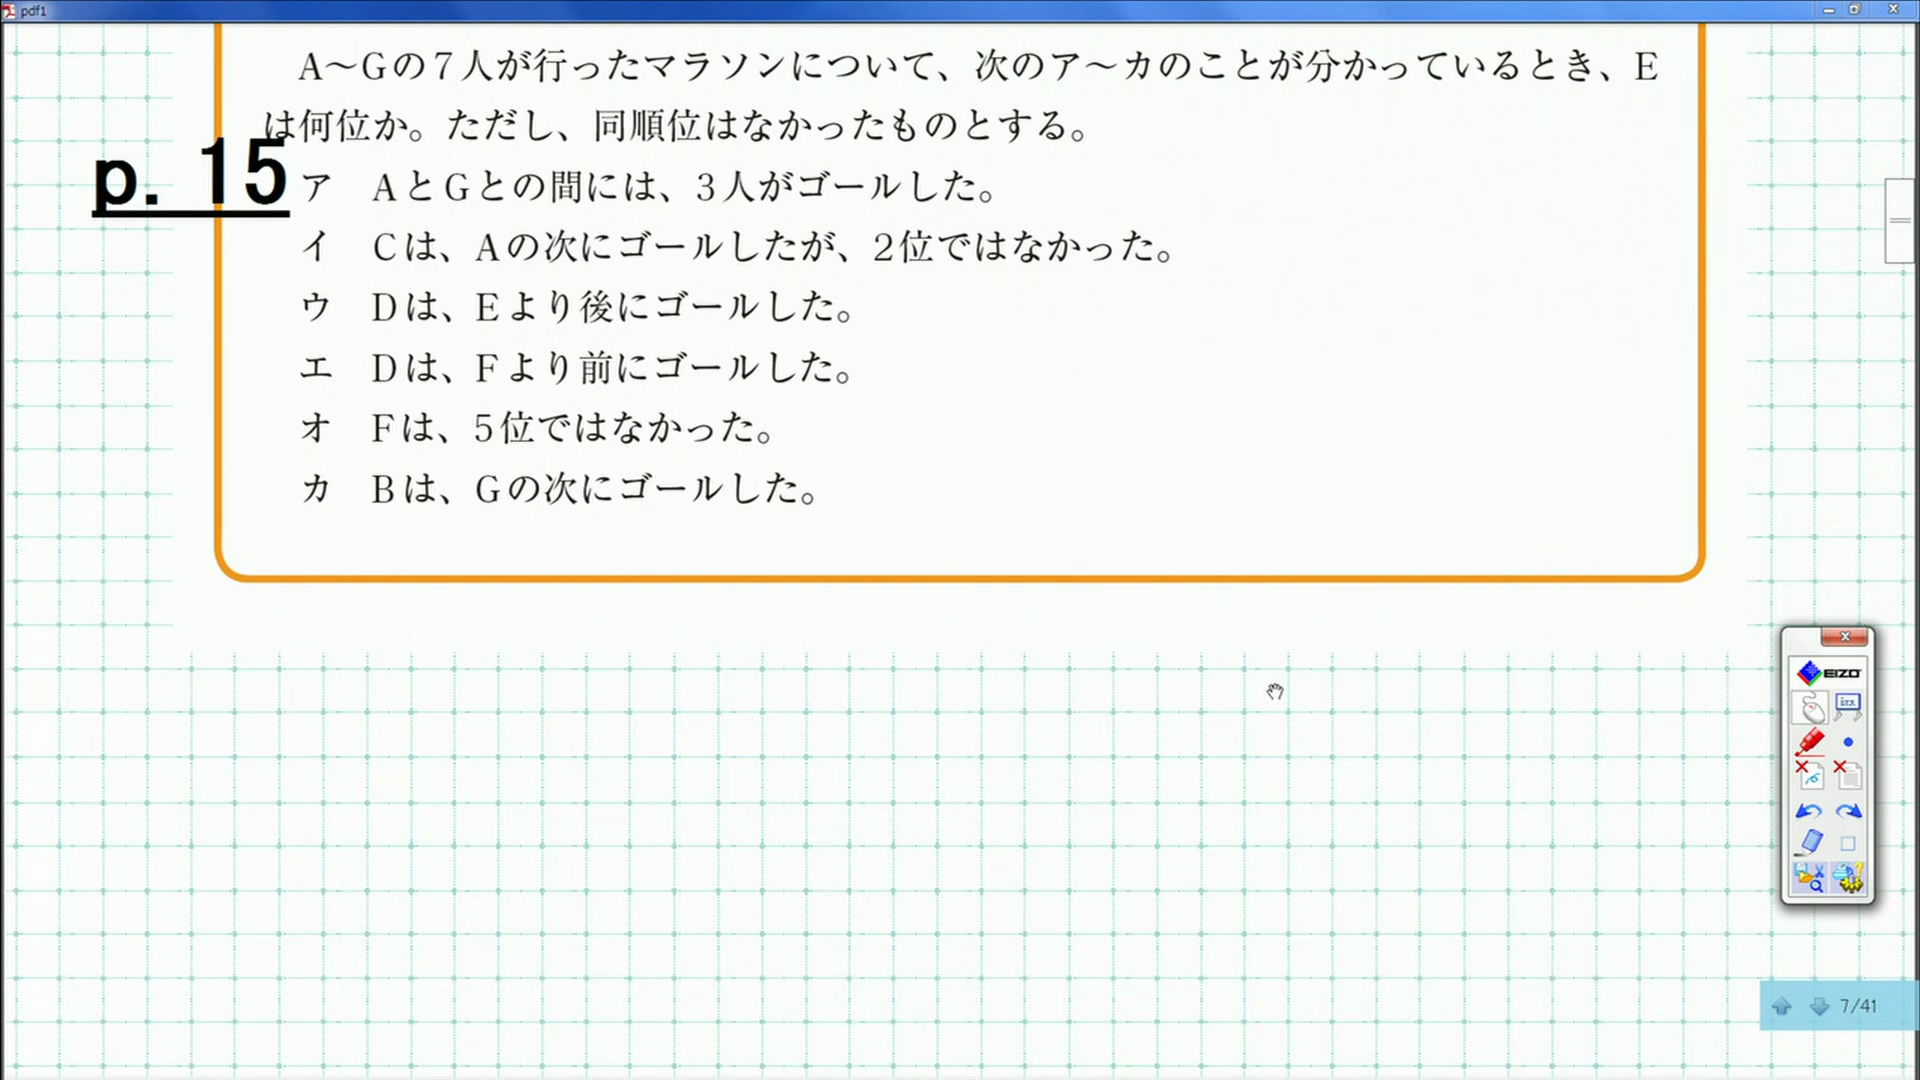 pdf1
A〜Gの7人が行ったマラソンについて、次のア〜カのことが分かっているとき、E
は何位か。ただし、同順位はなかったものとする。
p. 15
ア　AとGとの間には、3人がゴールした。
イ　Cは、Aの次にゴールしたが、2位ではなかった。
ウ　Dは、Eより後にゴールした。
エ　Dは、Fより前にゴールした。
オ　Fは、5位ではなかった。
カ　Bは、Gの次にゴールした。
EIZO
7/41